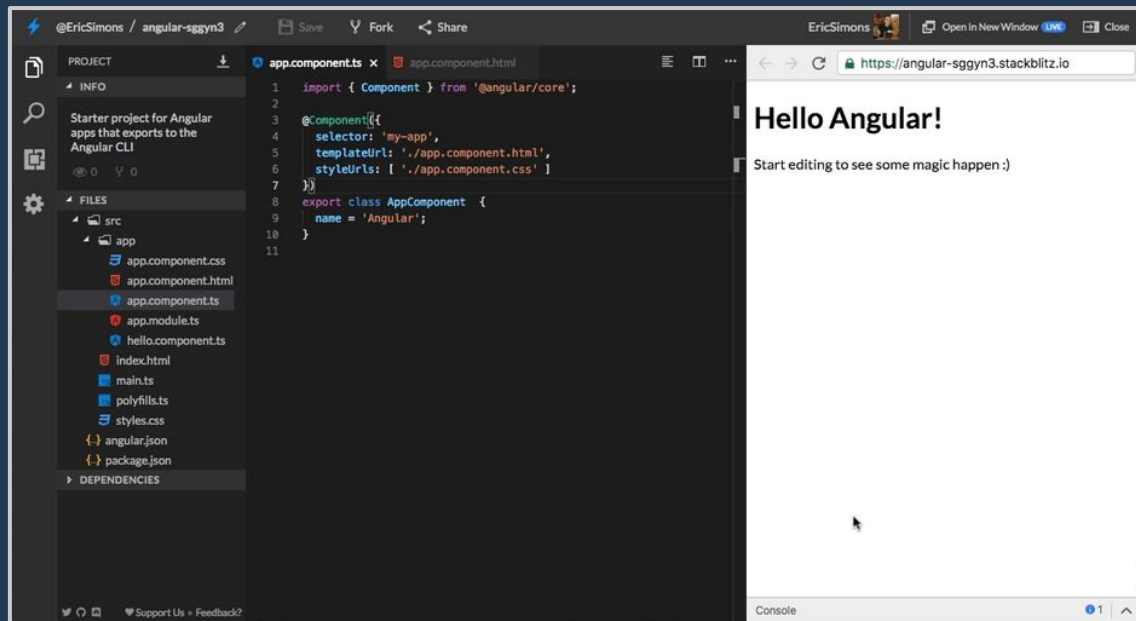 @EricSimons / angular-sggyn3
Save
Fork
Share
EricSimons
Open in New Window LIVE
Close
PROJECT
INFO
Starter project for Angular
apps that exports to the
Angular CLI
0 0
FILES
src
app
app.component.css
app.component.html
app.component.ts
app.module.ts
hello.component.ts
index.html
main.ts
polyfills.ts
styles.css
{..} angular.json
{..} package.json
DEPENDENCIES
Support Us + Feedback?
app.component.ts ×
app.component.html
1 import { Component } from '@angular/core';
2
3 @Component({
4 selector: 'my-app',
5 templateUrl: './app.component.html',
6 styleUrls: [ './app.component.css' ]
7 })
8 export class AppComponent {
9 name = 'Angular';
10 }
11
https://angular-sggyn3.stackblitz.io
Hello Angular!
Start editing to see some magic happen :)
Console
1